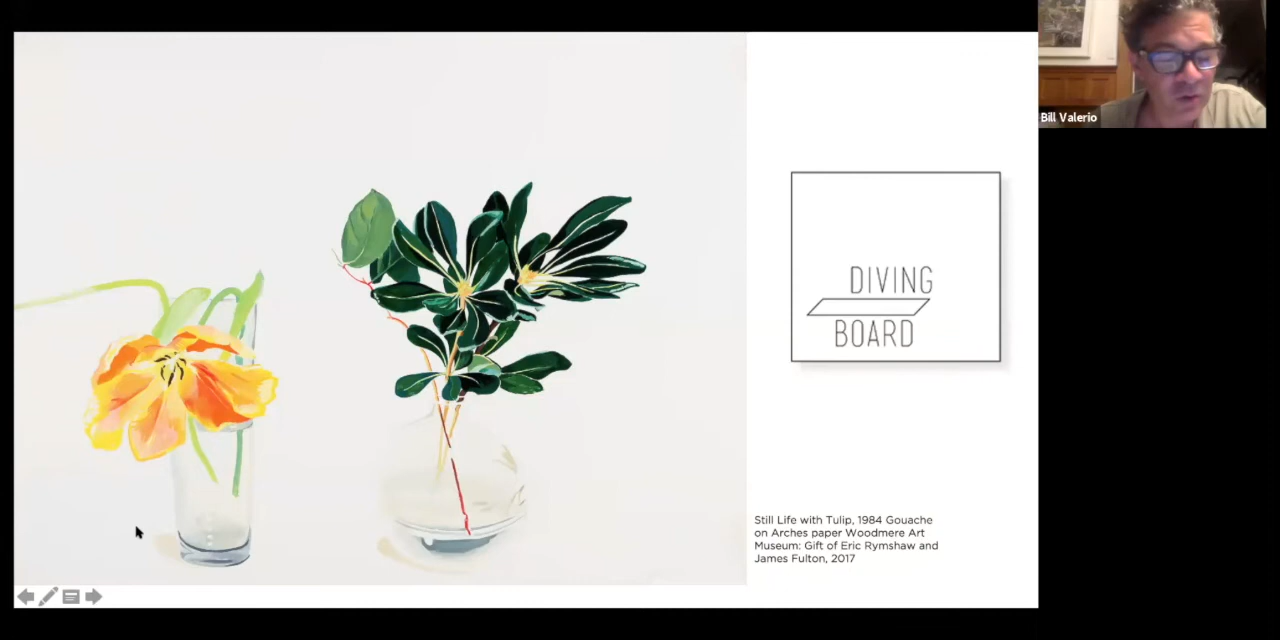 Bill Valerio
DIVING
BOARD
Still Life with Tulip, 1984 Gouache
on Arches paper Woodmere Art
Museum: Gift of Eric Rymshaw and
James Fulton, 2017